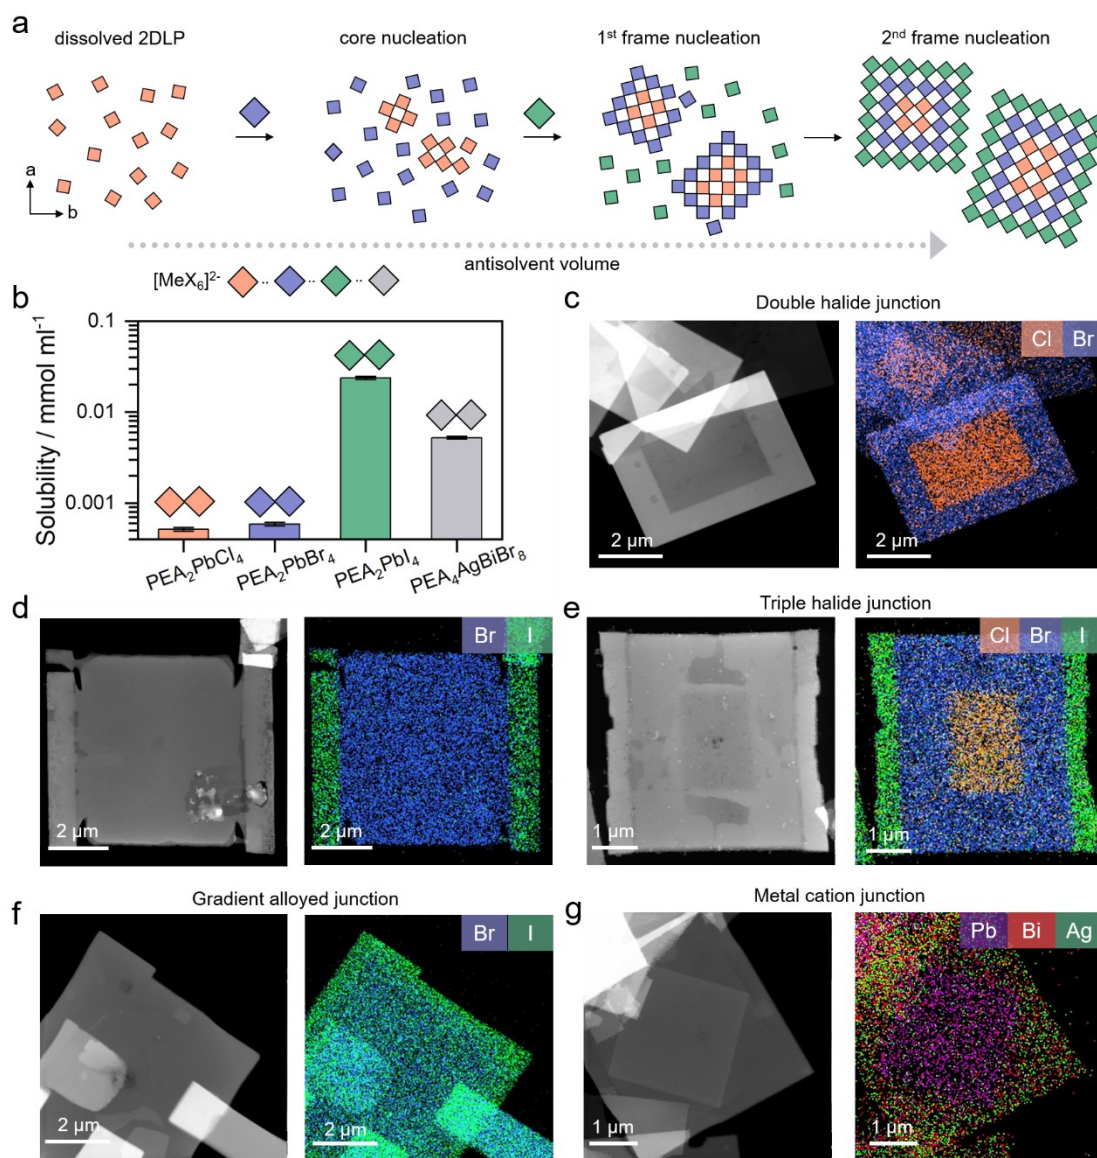 a
dissolved 2DLP
core nucleation
1st frame nucleation
2nd frame nucleation
a
b
antisolvent volume
[MeX6]2-
b
Solubility / mmol ml-1
0.1
0.01
0.001
PEA2PbCl4
PEA2PbBr4
PEA2PbI4
PEA4AgBiBr8
c
Double halide junction
Cl Br
2 µm
2 µm
d
Br I
2 µm
2 µm
e
Triple halide junction
Cl Br I
1 µm
1 µm
f
Gradient alloyed junction
Br I
2 µm
2 µm
g
Metal cation junction
Pb Bi Ag
1 µm
1 µm